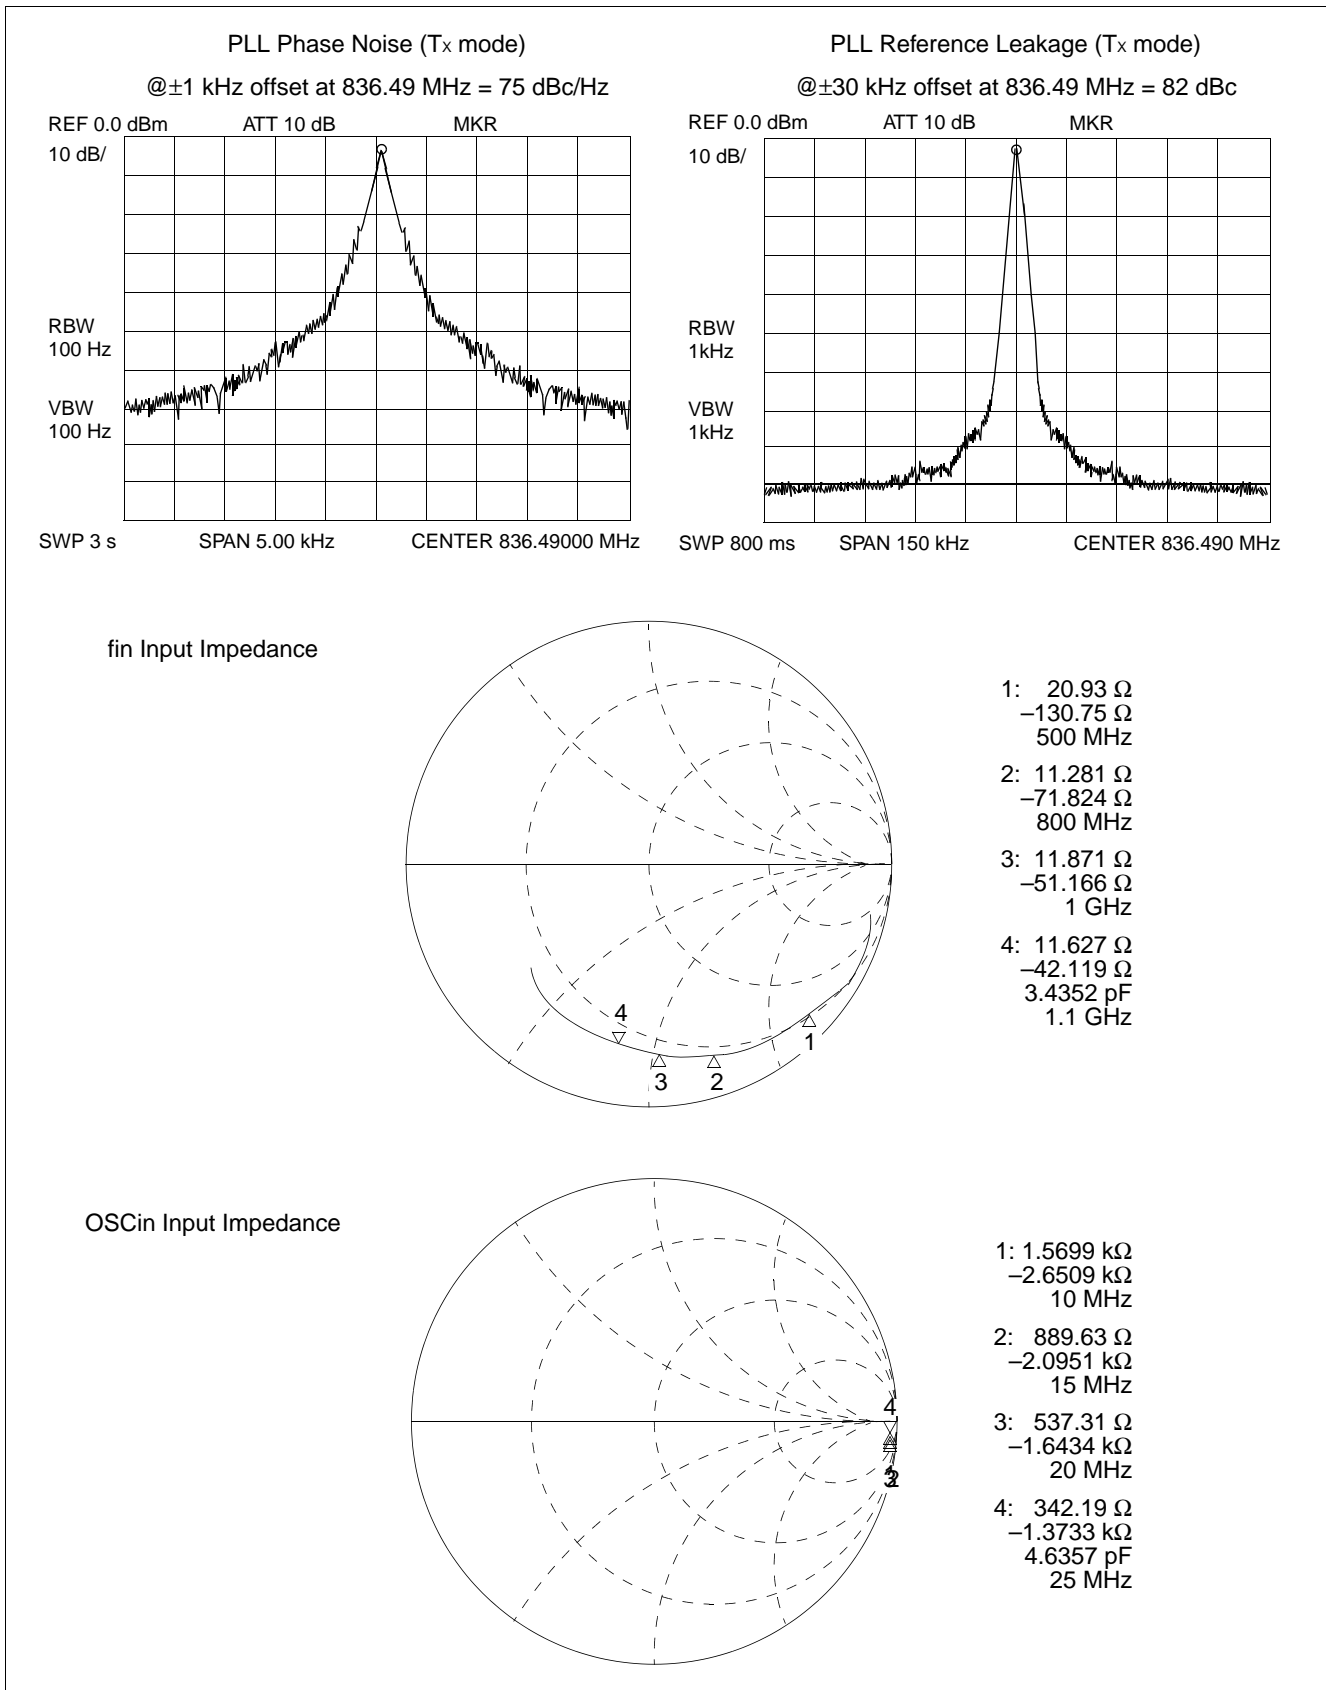 PLL Phase Noise (Tx mode)
@±1 kHz offset at 836.49 MHz = 75 dBc/Hz
REF 0.0 dBm ATT 10 dB MKR
10 dB/
RBW
100 Hz
VBW
100 Hz
SWP 3 s SPAN 5.00 kHz CENTER 836.49000 MHz
PLL Reference Leakage (Tx mode)
@±30 kHz offset at 836.49 MHz = 82 dBc
REF 0.0 dBm ATT 10 dB MKR
10 dB/
RBW
1kHz
VBW
1kHz
SWP 800 ms SPAN 150 kHz CENTER 836.490 MHz
fin Input Impedance
4
3
2
1
1: 20.93 Ω
–130.75 Ω
500 MHz
2: 11.281 Ω
–71.824 Ω
800 MHz
3: 11.871 Ω
–51.166 Ω
1 GHz
4: 11.627 Ω
–42.119 Ω
3.4352 pF
1.1 GHz
OSCin Input Impedance
4
3
2
1: 1.5699 kΩ
–2.6509 kΩ
10 MHz
2: 889.63 Ω
–2.0951 kΩ
15 MHz
3: 537.31 Ω
–1.6434 kΩ
20 MHz
4: 342.19 Ω
–1.3733 kΩ
4.6357 pF
25 MHz